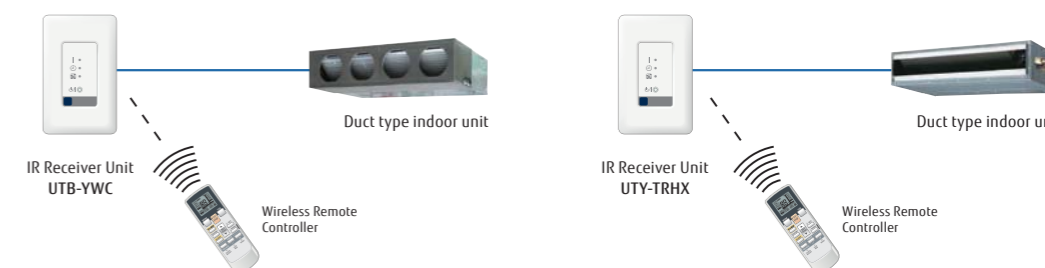 Duct type indoor unit
IR Receiver Unit
UTB-YWC
Wireless Remote
Controller
Duct type indoor
IR Receiver Unit
UTY-TRHX
Wireless Remote
Controller